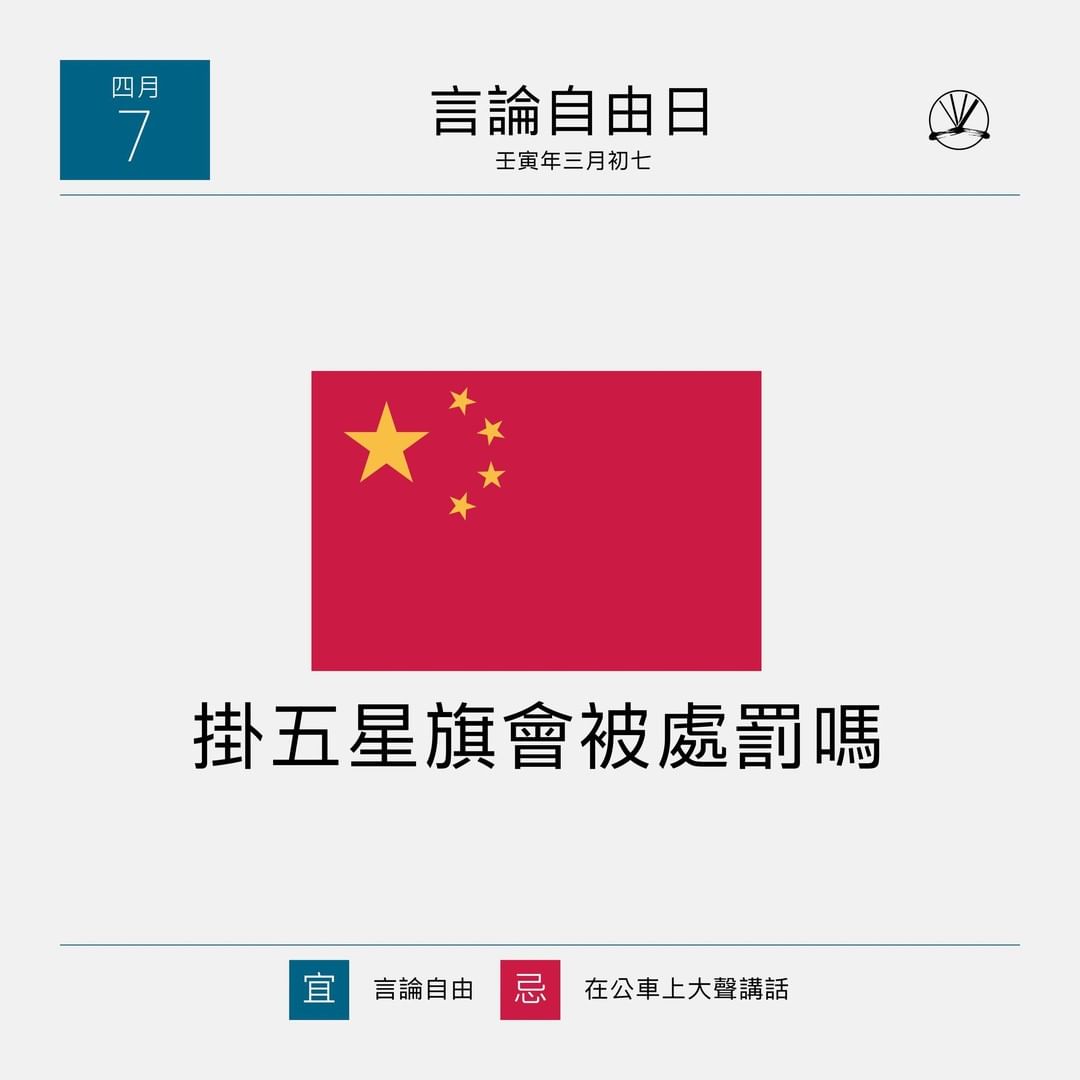 四月
7
言論自由日
壬寅年三月初七
掛五星旗會被處罰嗎
宜 言論自由 忌 在公車上大聲講話